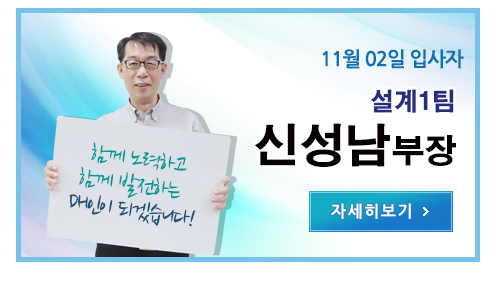 11월 02일 입사자
설계1팀
신성남부장
함께 노력하고
함께 발전하는
마인이 되겠습니다!
자세히보기 >